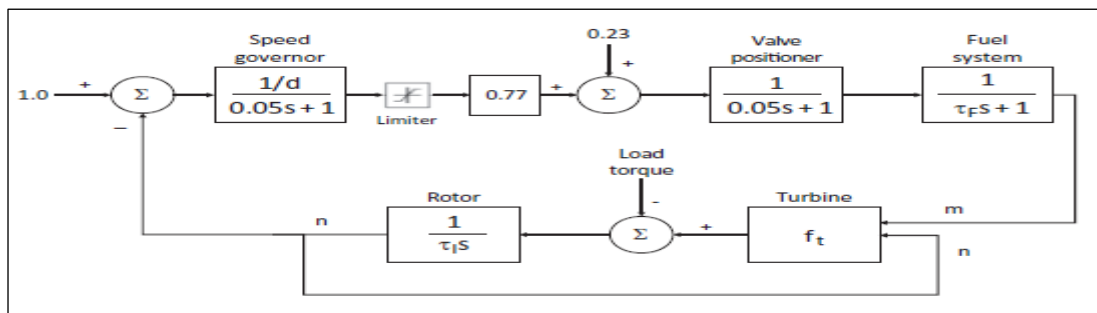 Speed
governor
1/d
0.05s + 1
1.0
+
Σ
−
Limiter
0.77
+
0.23
+
Σ
Valve
positioner
1
0.05s + 1
Fuel
system
1
τFs + 1
Load
torque
-
Σ
+
Turbine
ft
m
n
Rotor
1
τIs
n